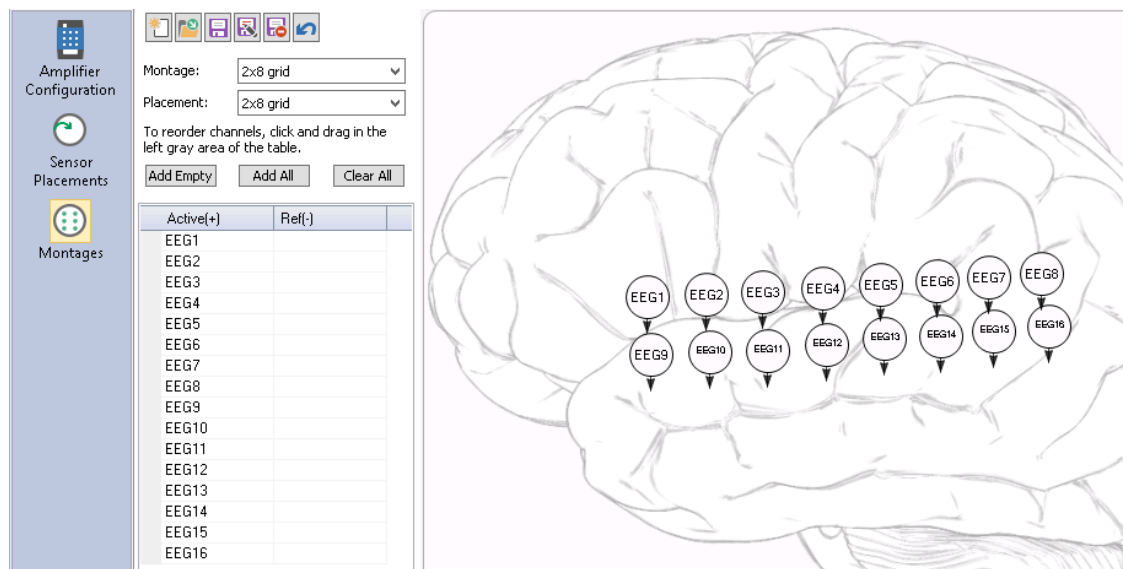 Amplifier
Configuration
Sensor
Placements
Montages
Montage: 2x8 grid
Placement: 2x8 grid
To reorder channels, click and drag in the
left gray area of the table.
Add Empty Add All Clear All
Active(+) Ref(-)
EEG1
EEG2
EEG3
EEG4
EEG5
EEG6
EEG7
EEG8
EEG9
EEG10
EEG11
EEG12
EEG13
EEG14
EEG15
EEG16
EEG1 EEG2 EEG3 EEG4 EEG5 EEG6 EEG7 EEG8
EEG9 EEG10 EEG11 EEG12 EEG13 EEG14 EEG15 EEG16